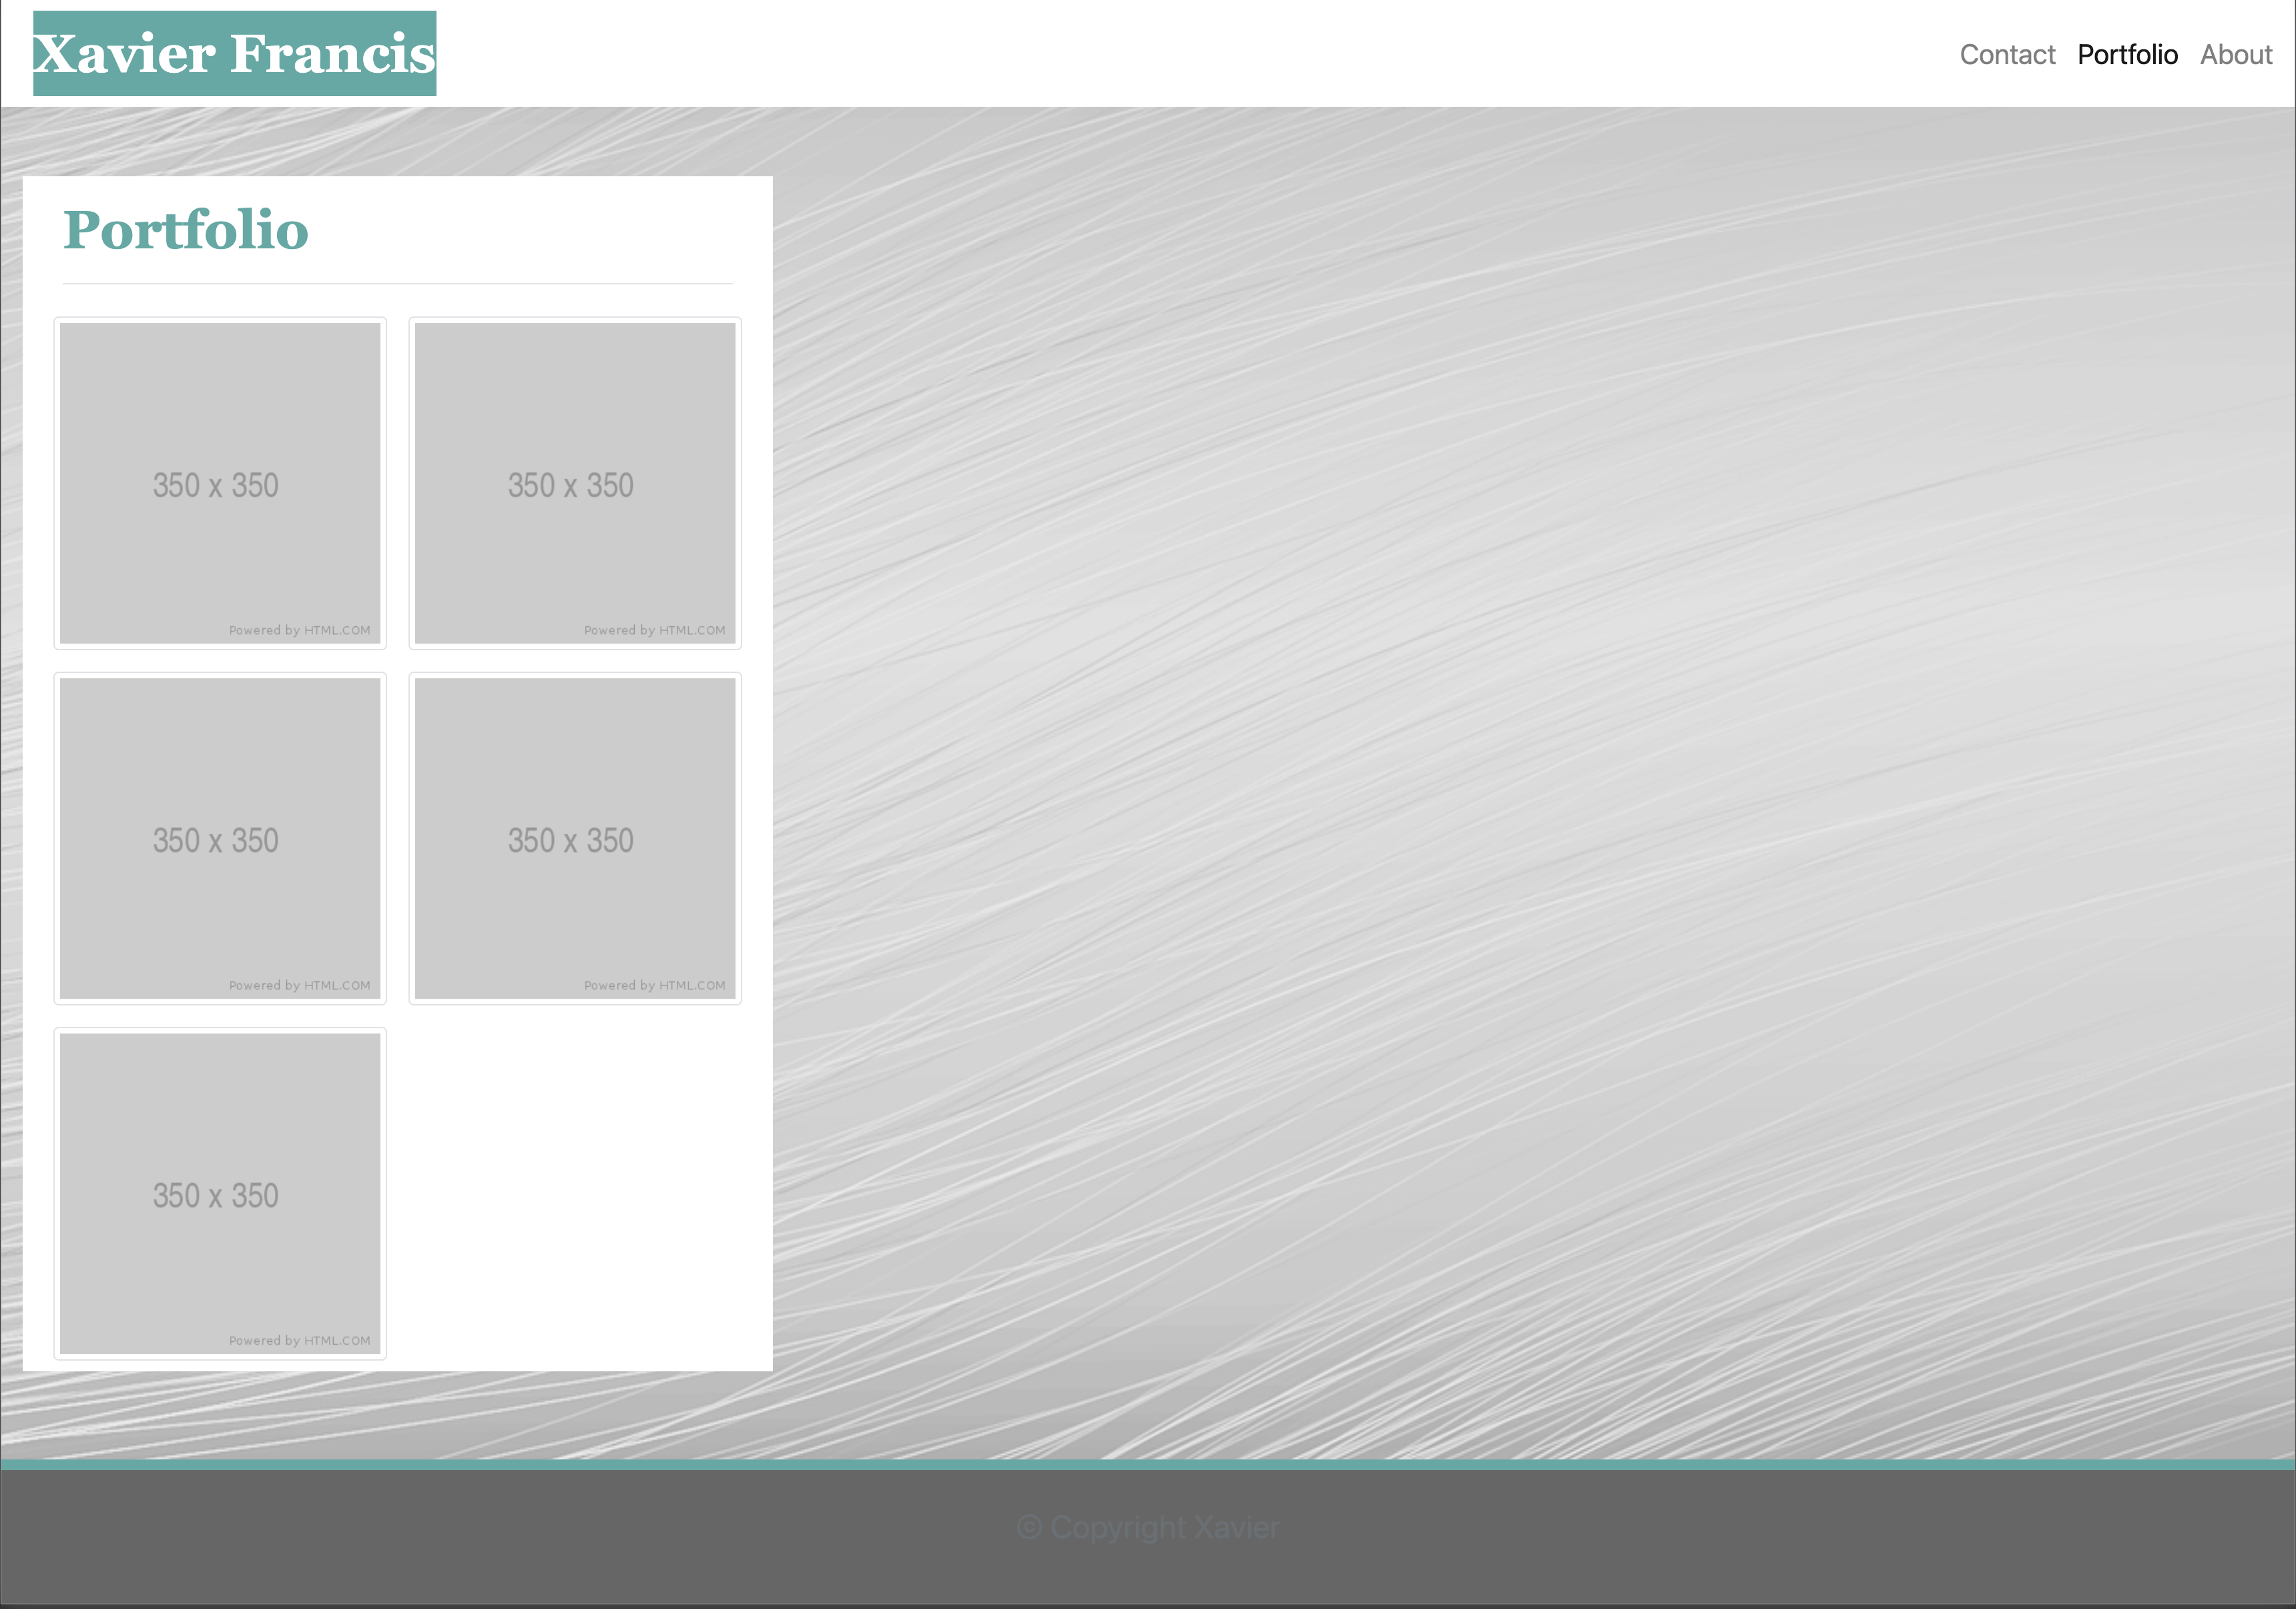 Xavier Francis
Contact Portfolio About
Portfolio
350 x 350
Powered by HTML.COM
350 x 350
Powered by HTML.COM
350 x 350
Powered by HTML.COM
350 x 350
Powered by HTML.COM
350 x 350
Powered by HTML.COM
© Copyright Xavier